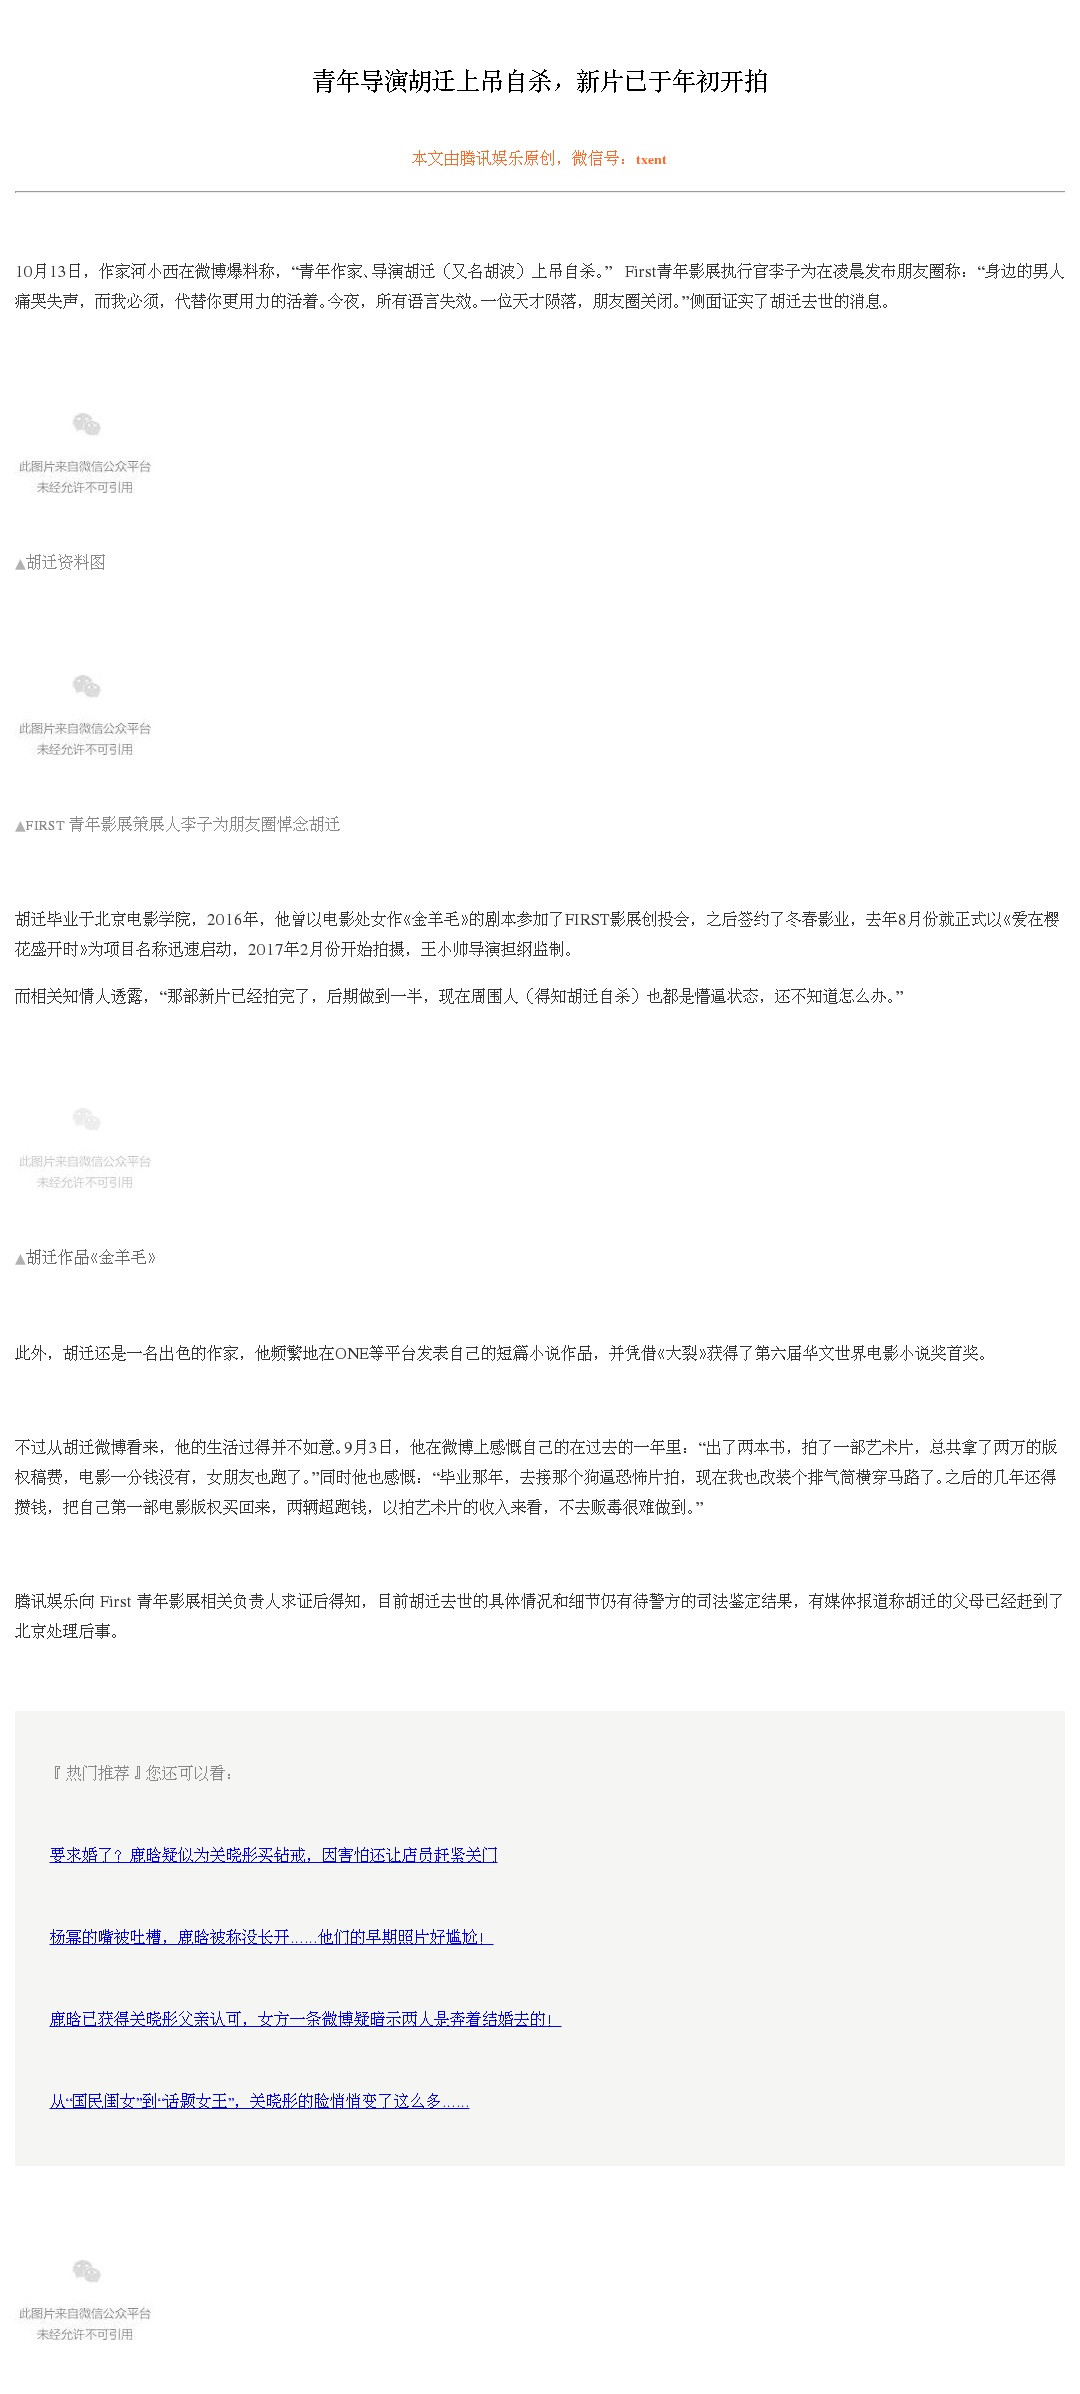 青年导演胡迁上吊自杀，新片已于年初开拍
本文由腾讯娱乐原创，微信号：txent
10月13日，作家河小西在微博爆料称，“青年作家、导演胡迁（又名胡波）上吊自杀。” First青年影展执行官李子为在凌晨发布朋友圈称：“身边的男人
痛哭失声，而我必须，代替你更用力的活着。今夜，所有语言失效。一位天才陨落，朋友圈关闭。”侧面证实了胡迁去世的消息。
此图片来自微信公众平台
未经允许不可引用
▲胡迁资料图
此图片来自微信公众平台
未经允许不可引用
▲FIRST 青年影展策展人李子为朋友圈悼念胡迁
胡迁毕业于北京电影学院，2016年，他曾以电影处女作《金羊毛》的剧本参加了FIRST影展创投会，之后签约了冬春影业，去年8月份就正式以《爱在樱
花盛开时》为项目名称迅速启动，2017年2月份开始拍摄，王小帅导演担纲监制。
而相关知情人透露，“那部新片已经拍完了，后期做到一半，现在周围人（得知胡迁自杀）也都是懵逼状态，还不知道怎么办。”
此图片来自微信公众平台
未经允许不可引用
▲胡迁作品《金羊毛》
此外，胡迁还是一名出色的作家，他频繁地在ONE等平台发表自己的短篇小说作品，并凭借《大裂》获得了第六届华文世界电影小说奖首奖。
不过从胡迁微博看来，他的生活过得并不如意。9月3日，他在微博上感慨自己的在过去的一年里：“出了两本书，拍了一部艺术片，总共拿了两万的版
权稿费，电影一分钱没有，女朋友也跑了。”同时他也感慨：“毕业那年，去接那个狗逼恐怖片拍，现在我也改装个排气筒横穿马路了。之后的几年还得
攒钱，把自己第一部电影版权买回来，两辆超跑钱，以拍艺术片的收入来看，不去贩毒很难做到。”
腾讯娱乐向 First 青年影展相关负责人求证后得知，目前胡迁去世的具体情况和细节仍有待警方的司法鉴定结果，有媒体报道称胡迁的父母已经赶到了
北京处理后事。
『 热门推荐 』您还可以看：
要求婚了？鹿晗疑似为关晓彤买钻戒，因害怕还让店员赶紧关门
杨幂的嘴被吐槽，鹿晗被称没长开……他们的早期照片好尴尬！
鹿晗已获得关晓彤父亲认可，女方一条微博疑暗示两人是奔着结婚去的！
从“国民闺女”到“话题女王”，关晓彤的脸悄悄变了这么多……
此图片来自微信公众平台
未经允许不可引用